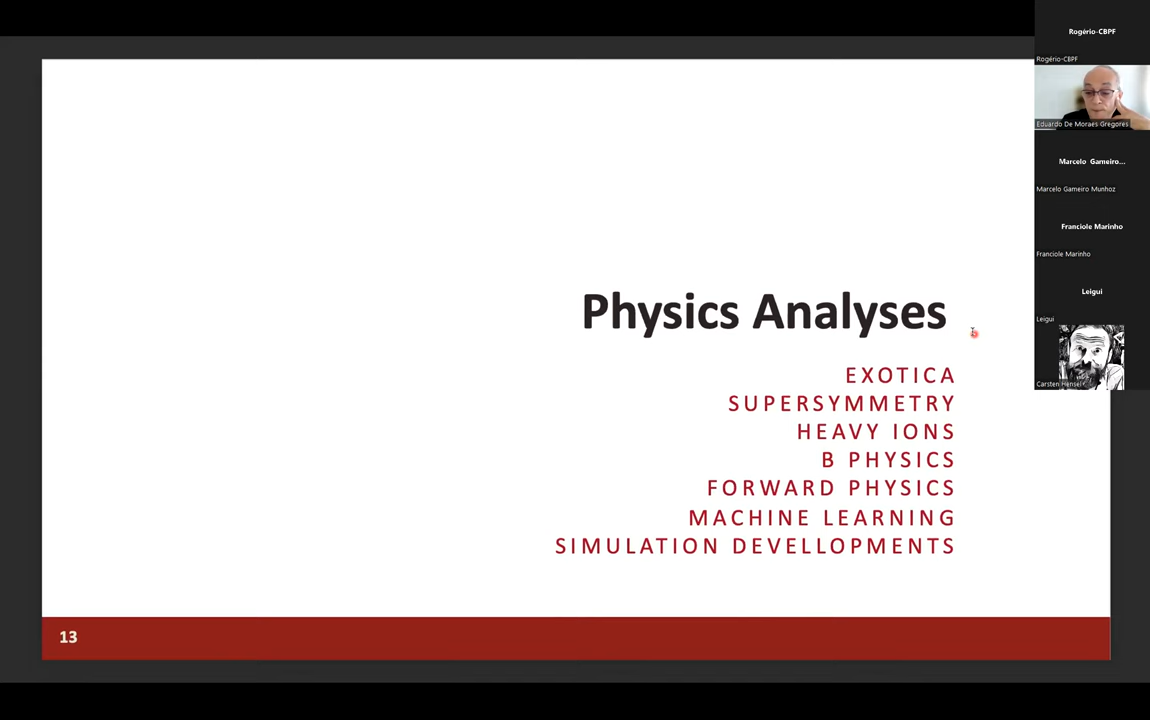 Physics Analyses
EXOTICA
SUPERSYMMETRY
HEAVY IONS
B PHYSICS
FORWARD PHYSICS
MACHINE LEARNING
SIMULATION DEVELLOPMENTS
13
Rogério-CBPF
Rogério-CBPF
Eduardo De Moraes Gregores
Marcelo Gameiro...
Marcelo Gameiro Munhoz
Franciole Marinho
Franciole Marinho
Leigui
Leigui
Carsten Hensel